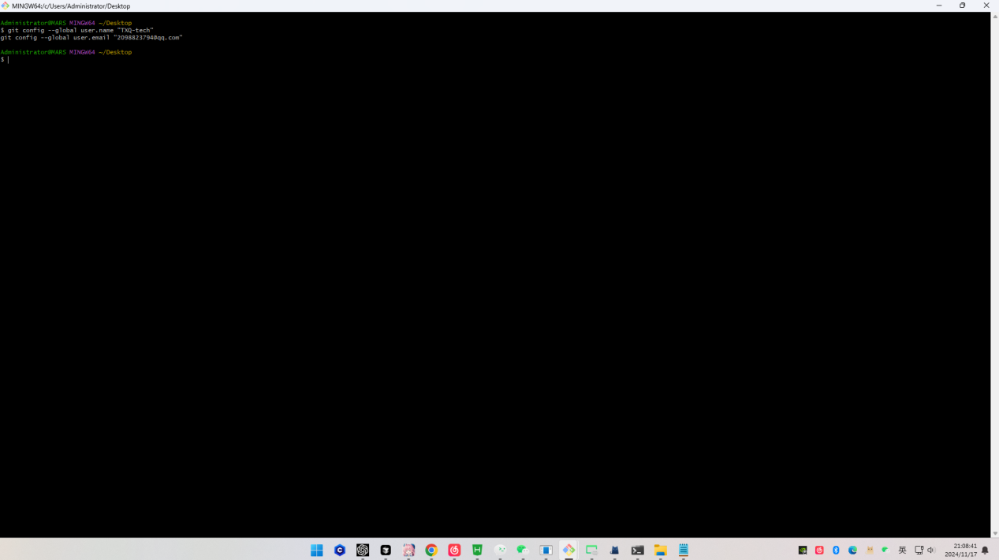 MINGW64:/c/Users/Administrator/Desktop
Administrator@MARS MINGW64 ~/Desktop
$ git config --global user.name "TXQ-tech"
git config --global user.email "2098823794@qq.com"
Administrator@MARS MINGW64 ~/Desktop
$
英
21:08:41
2024/11/17